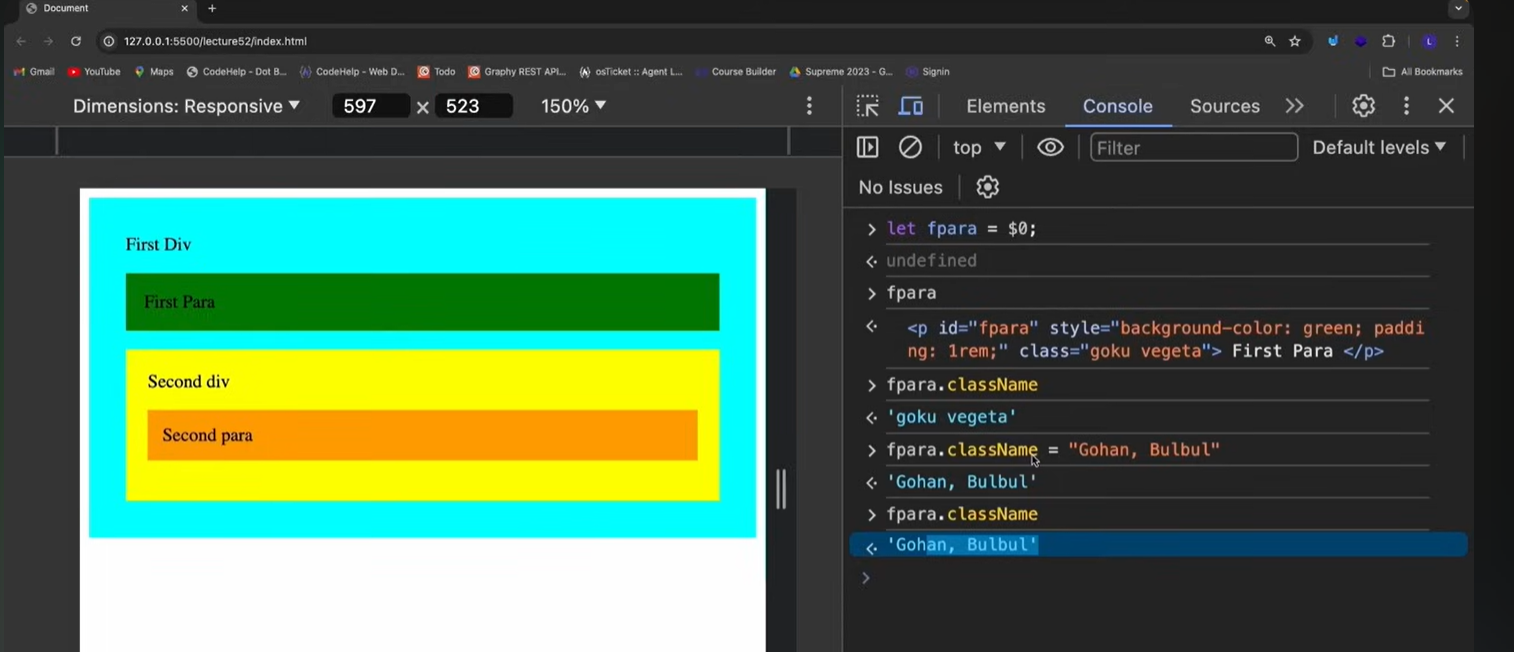 Document
127.0.0.1:5500/lecture52/index.html
Gmail YouTube Maps CodeHelp - Dot B... CodeHelp - Web D... Todo Graphy REST API... osTicket :: Agent L... Course Builder Supreme 2023 - G... Signin All Bookmarks
Dimensions: Responsive 597 × 523 150%
Elements Console Sources
top Filter Default levels
No Issues
First Div
First Para
Second div
Second para
let fpara = $0;
undefined
fpara
<p id="fpara" style="background-color: green; paddi
ng: 1rem;" class="goku vegeta"> First Para </p>
fpara.className
'goku vegeta'
fpara.className = "Gohan, Bulbul"
'Gohan, Bulbul'
fpara.className
'Gohan, Bulbul'